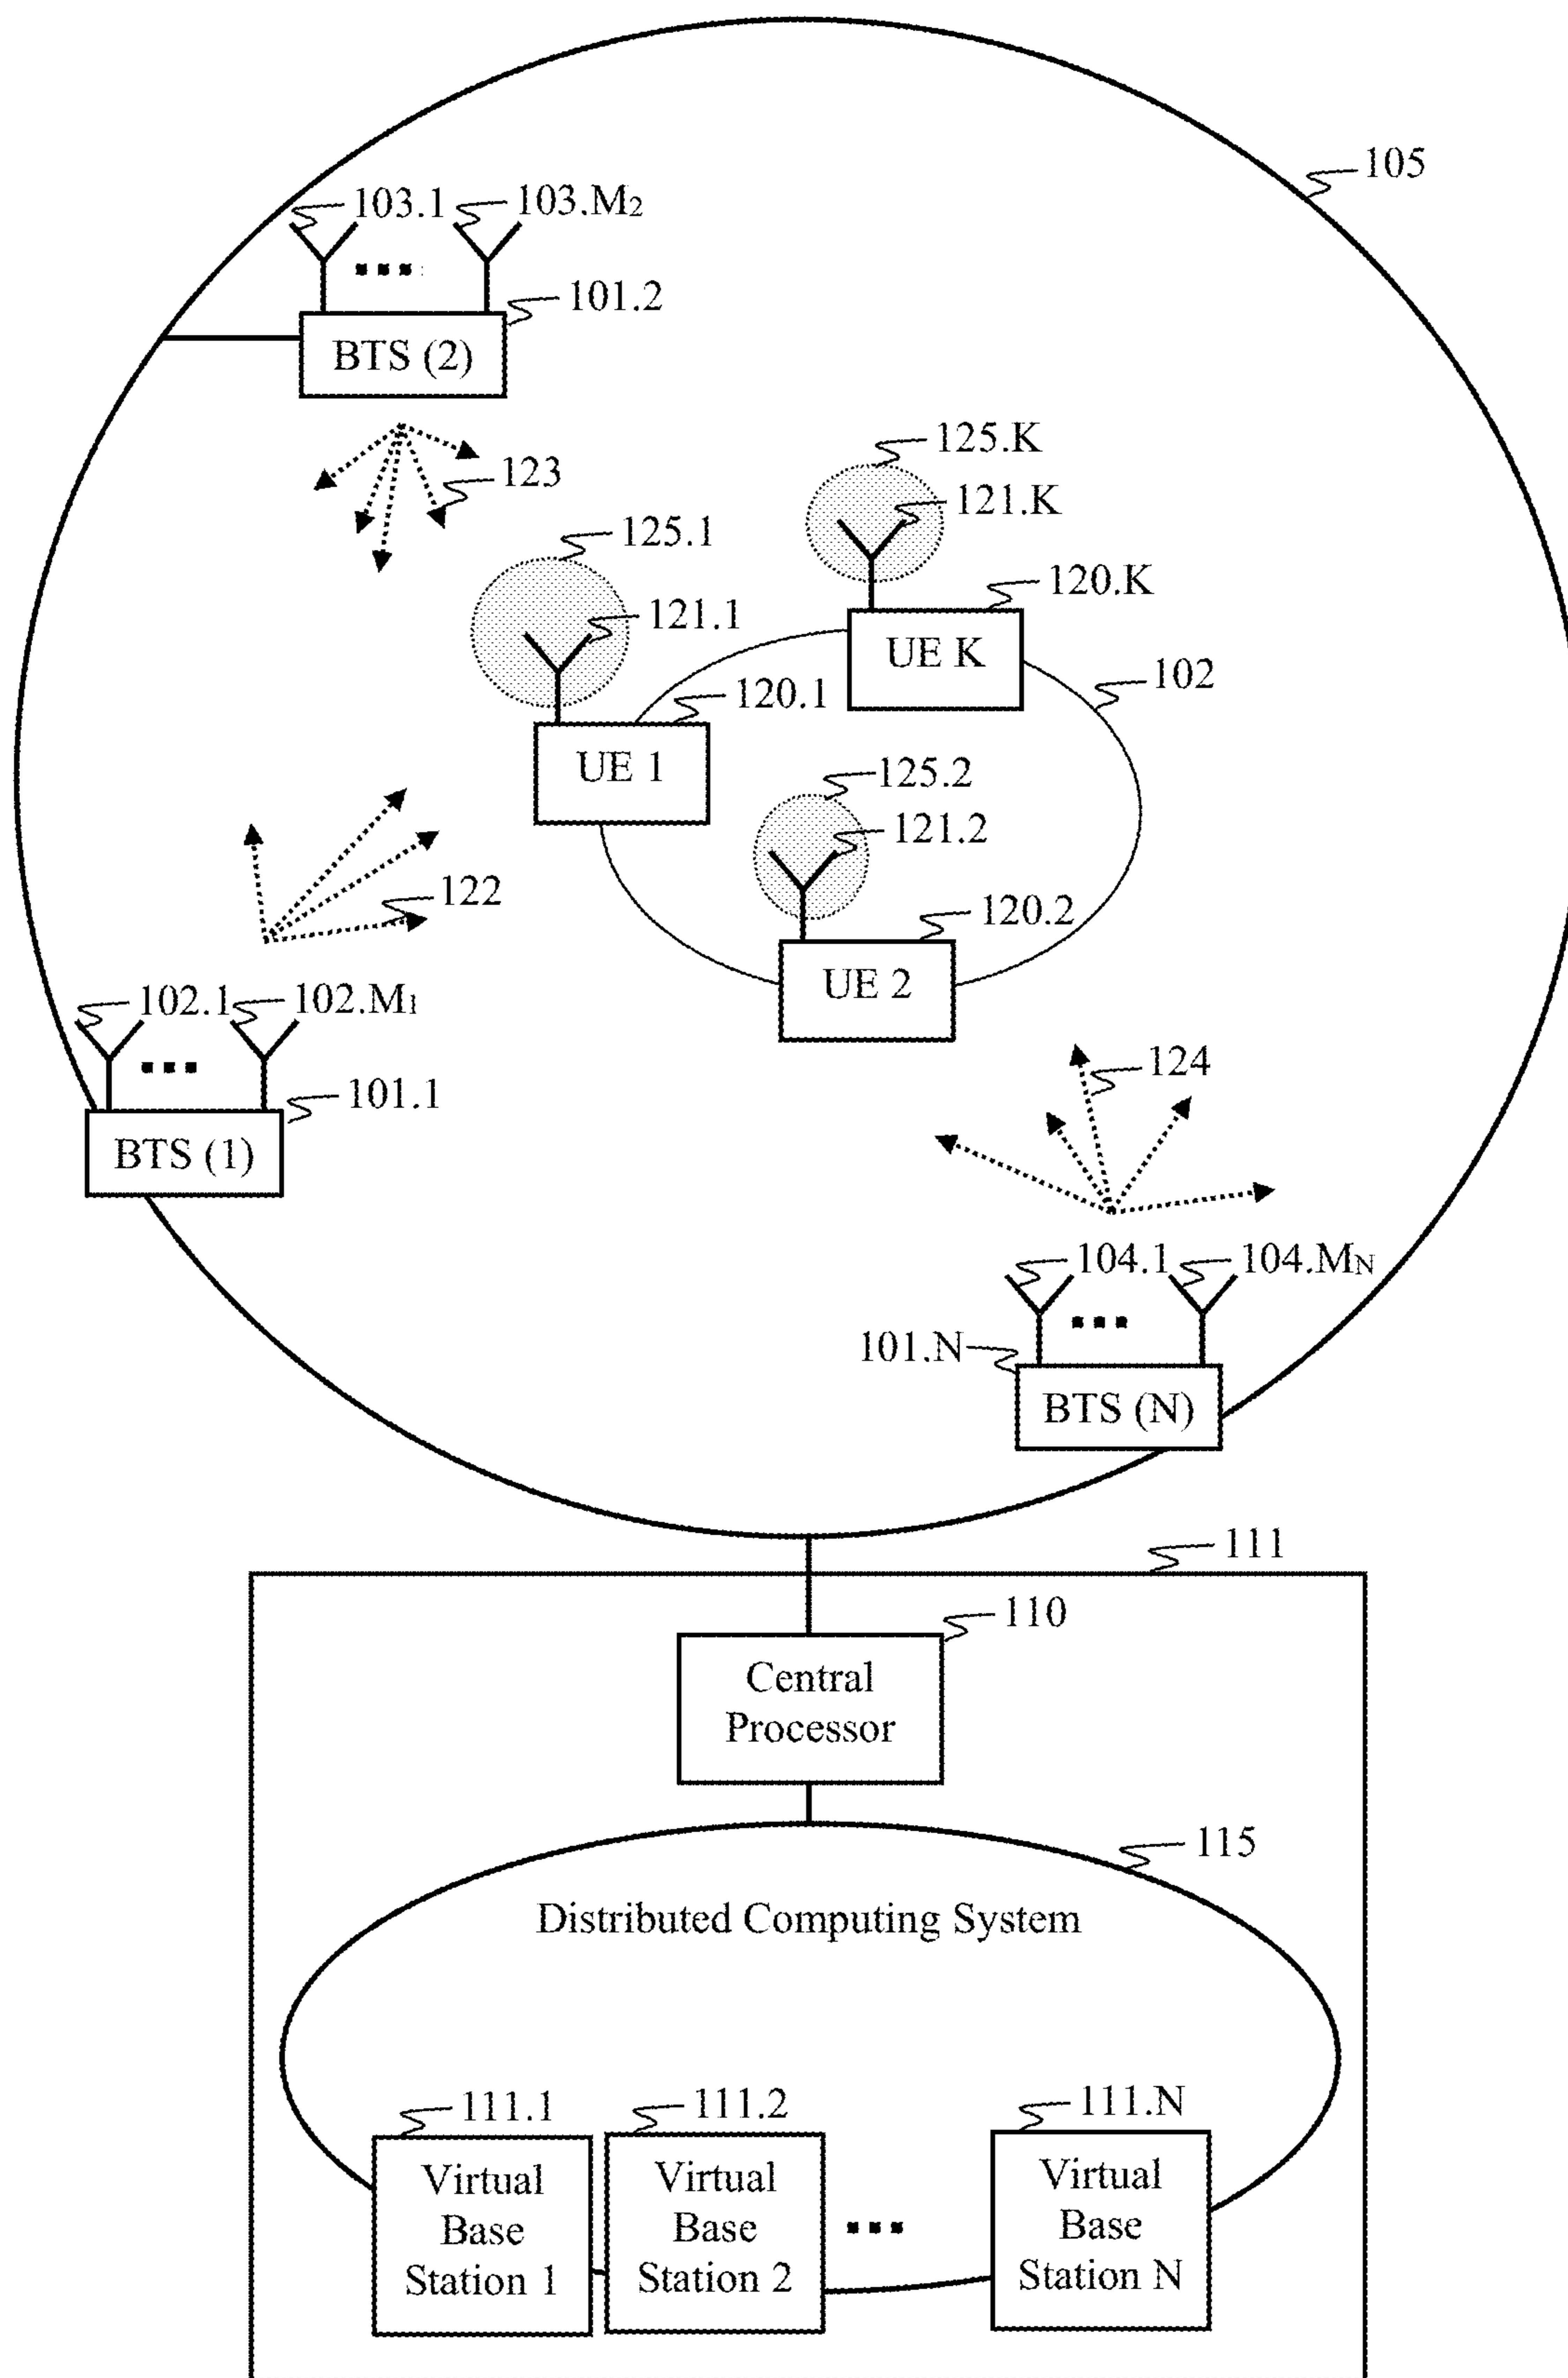 105
103.1
103.M2
101.2
BTS (2)
125.K
123
121.K
125.1
120.K
121.1
UE K
102
120.1
UE 1
125.2
121.2
122
120.2
UE 2
102.1
102.M1
124
101.1
BTS (1)
104.1
104.MN
101.N
BTS (N)
111
110
Central
Processor
115
Distributed Computing System
111.1
111.2
111.N
Virtual
Base
Station 1
Virtual
Base
Station 2
Virtual
Base
Station N